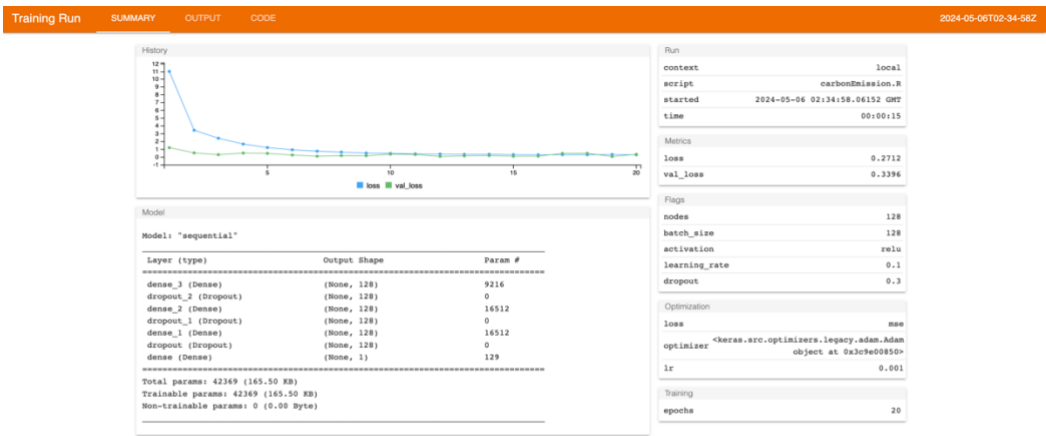 Training Run SUMMARY OUTPUT CODE 2024-05-06T02-34-58Z
History
12
11
10
9
8
7
6
5
4
3
2
1
0
-1
5 10 15 20
loss val_loss
Model
Model: "sequential"
Layer (type) Output Shape Param #
dense_3 (Dense) (None, 128) 9216
dropout_2 (Dropout) (None, 128) 0
dense_2 (Dense) (None, 128) 16512
dropout_1 (Dropout) (None, 128) 0
dense_1 (Dense) (None, 128) 16512
dropout (Dropout) (None, 128) 0
dense (Dense) (None, 1) 129
Total params: 42369 (165.50 KB)
Trainable params: 42369 (165.50 KB)
Non-trainable params: 0 (0.00 Byte)
Run
context local
script carbonEmission.R
started 2024-05-06 02:34:58.06152 GMT
time 00:00:15
Metrics
loss 0.2712
val_loss 0.3396
Flags
nodes 128
batch_size 128
activation relu
learning_rate 0.1
dropout 0.3
Optimization
loss mse
optimizer <keras.src.optimizers.legacy.adam.Adam
object at 0x3c9e00850>
lr 0.001
Training
epochs 20